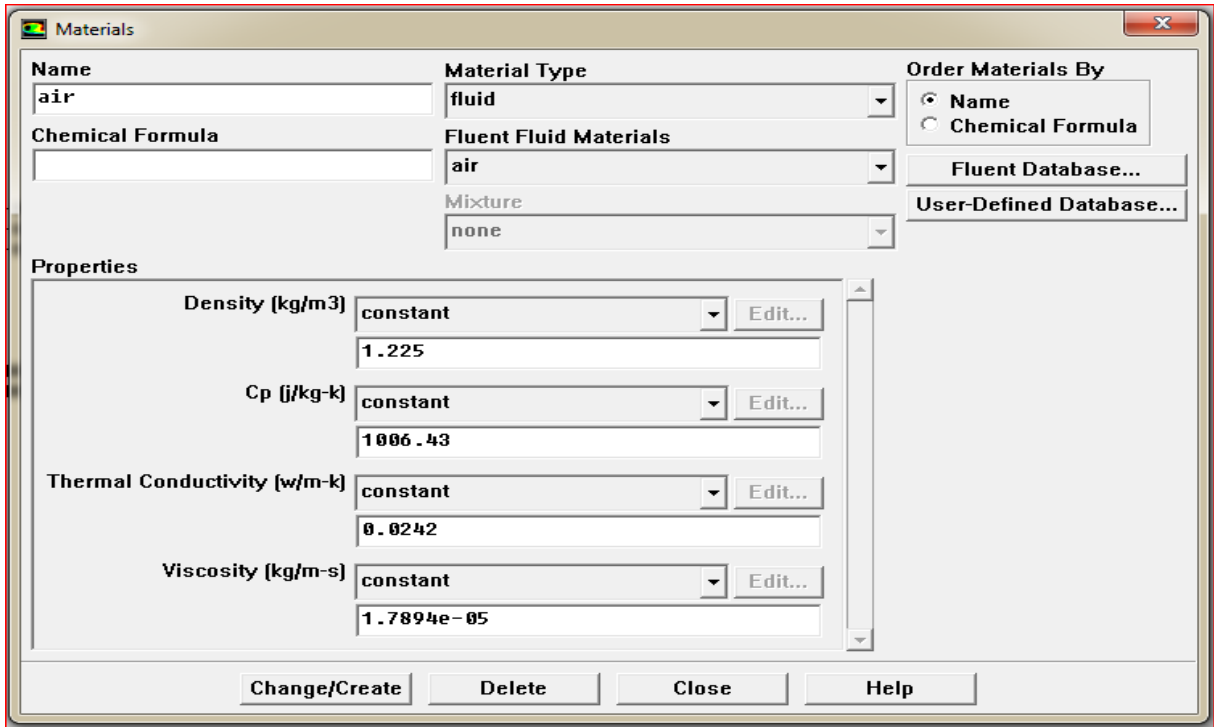 Materials
Name
air
Chemical Formula
Material Type
fluid
Fluent Fluid Materials
air
Mixture
none
Order Materials By
Name
Chemical Formula
Fluent Database...
User-Defined Database...
Properties
Density (kg/m3)
constant
Edit...
1.225
Cp (j/kg-k)
constant
Edit...
1006.43
Thermal Conductivity (w/m-k)
constant
Edit...
0.0242
Viscosity (kg/m-s)
constant
Edit...
1.7894e-05
Change/Create
Delete
Close
Help